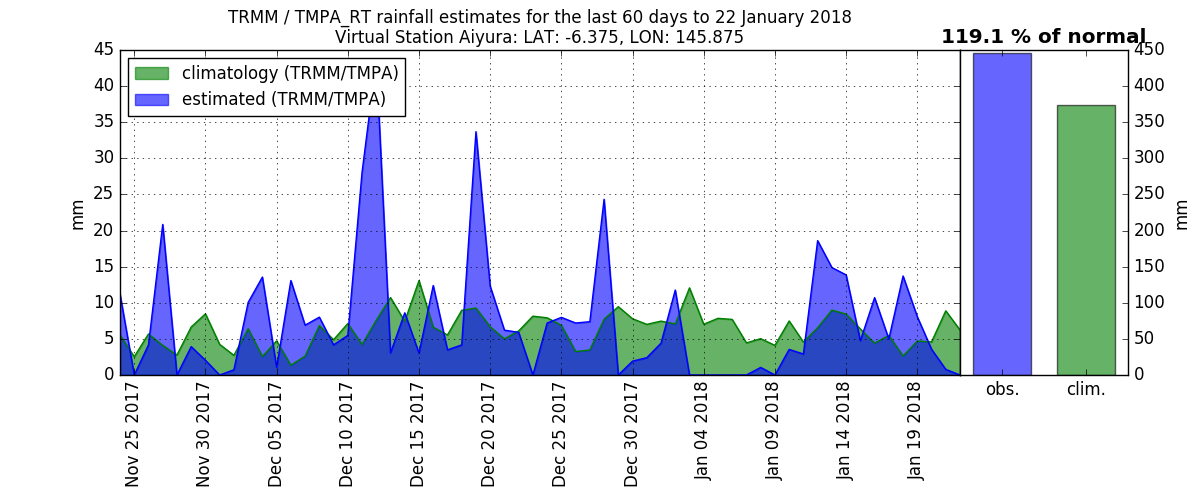 TRMM / TMPA_RT rainfall estimates for the last 60 days to 22 January 2018
Virtual Station Aiyura: LAT: -6.375, LON: 145.875
119.1 % of normal
climatology (TRMM/TMPA)
estimated (TRMM/TMPA)
45
40
35
30
25
20
15
10
5
0
mm
Nov 25 2017
Nov 30 2017
Dec 05 2017
Dec 10 2017
Dec 15 2017
Dec 20 2017
Dec 25 2017
Dec 30 2017
Jan 04 2018
Jan 09 2018
Jan 14 2018
Jan 19 2018
obs.
clim.
450
400
350
300
250
200
150
100
50
0
mm